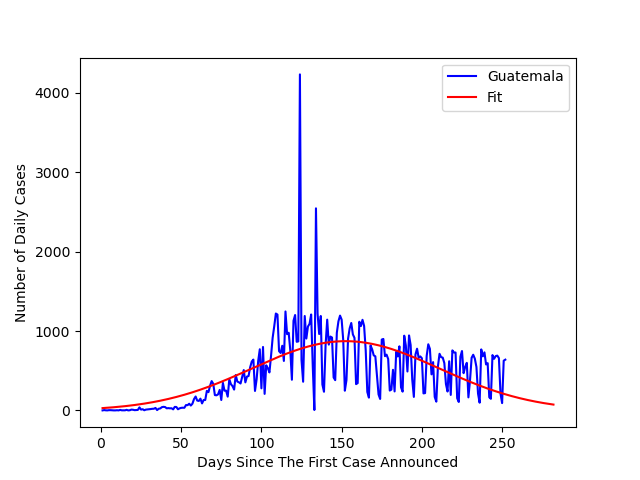 Guatemala
Fit
Number of Daily Cases
4000
3000
2000
1000
0
0 50 100 150 200 250
Days Since The First Case Announced